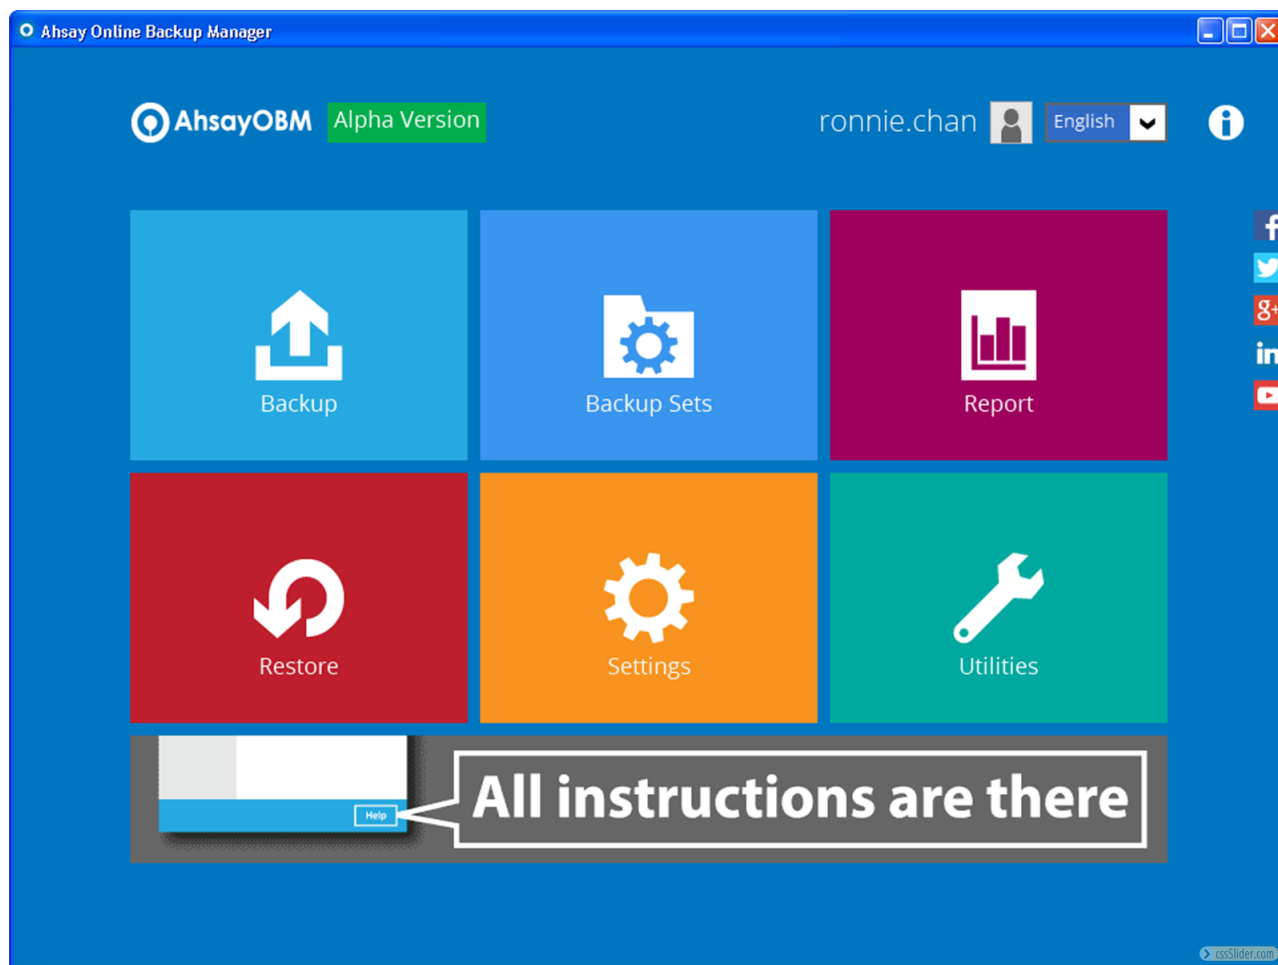 Ahsay Online Backup Manager
AhsayOBM
Alpha Version
ronnie.chan
English
Backup
Backup Sets
Report
f
g+
in
Restore
Settings
Utilities
Help
All instructions are there
cssSlider.com